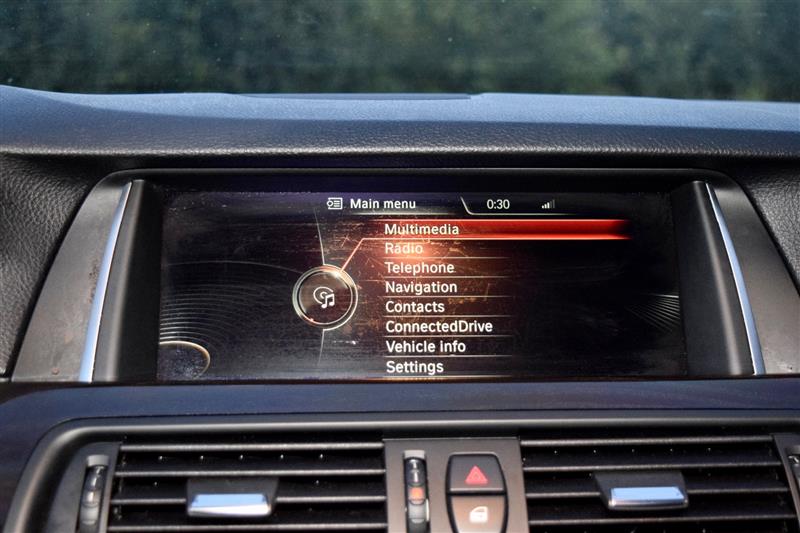 Main menu 0:30
Multimedia
Radio
Telephone
Navigation
Contacts
ConnectedDrive
Vehicle info
Settings